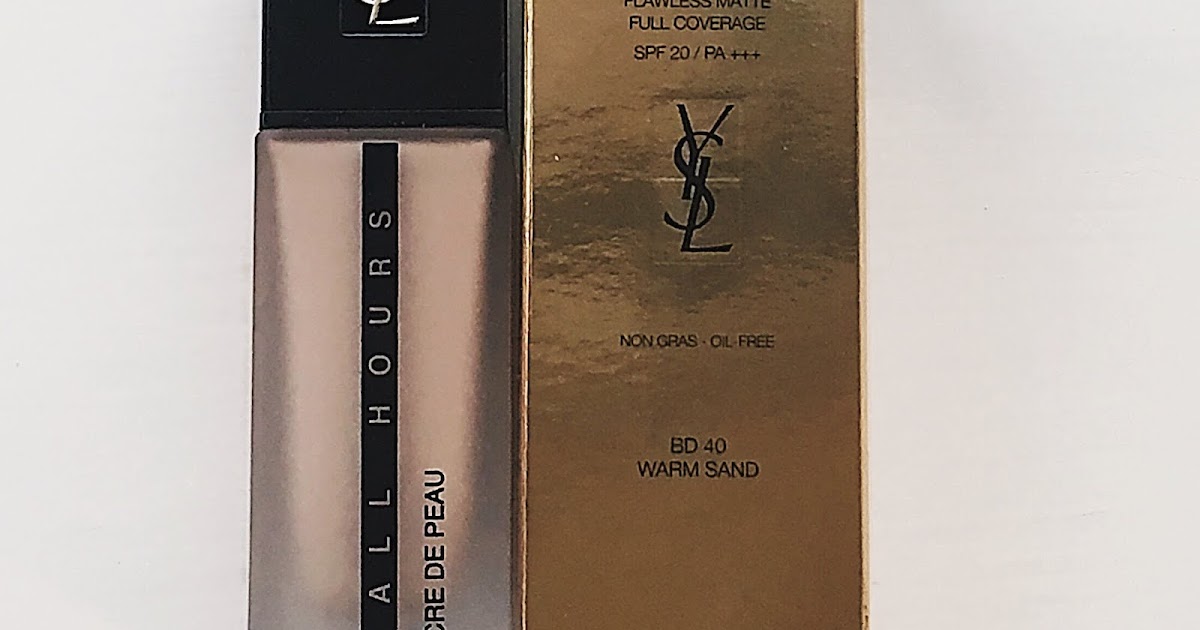 YSL
ALL HOURS
CRE DE PEAU
FLAWLESS MATTE
FULL COVERAGE
SPF 20 / PA +++
YSL
NON GRAS - OIL-FREE
BD 40
WARM SAND